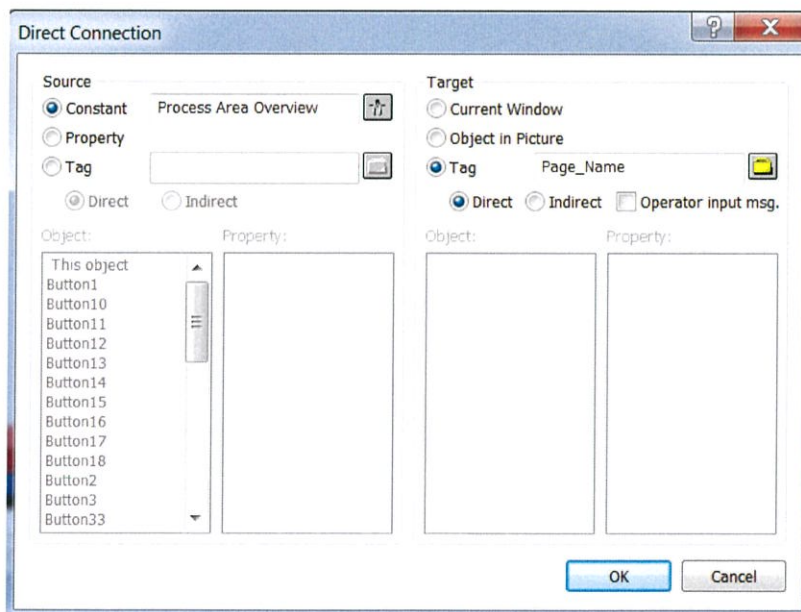 Direct Connection
Source
Constant Process Area Overview
Property
Tag
Direct Indirect
Object: Property:
This object
Button1
Button10
Button11
Button12
Button13
Button14
Button15
Button16
Button17
Button18
Button2
Button3
Button33
Target
Current Window
Object in Picture
Tag Page_Name
Direct Indirect Operator input msg.
Object: Property:
OK Cancel